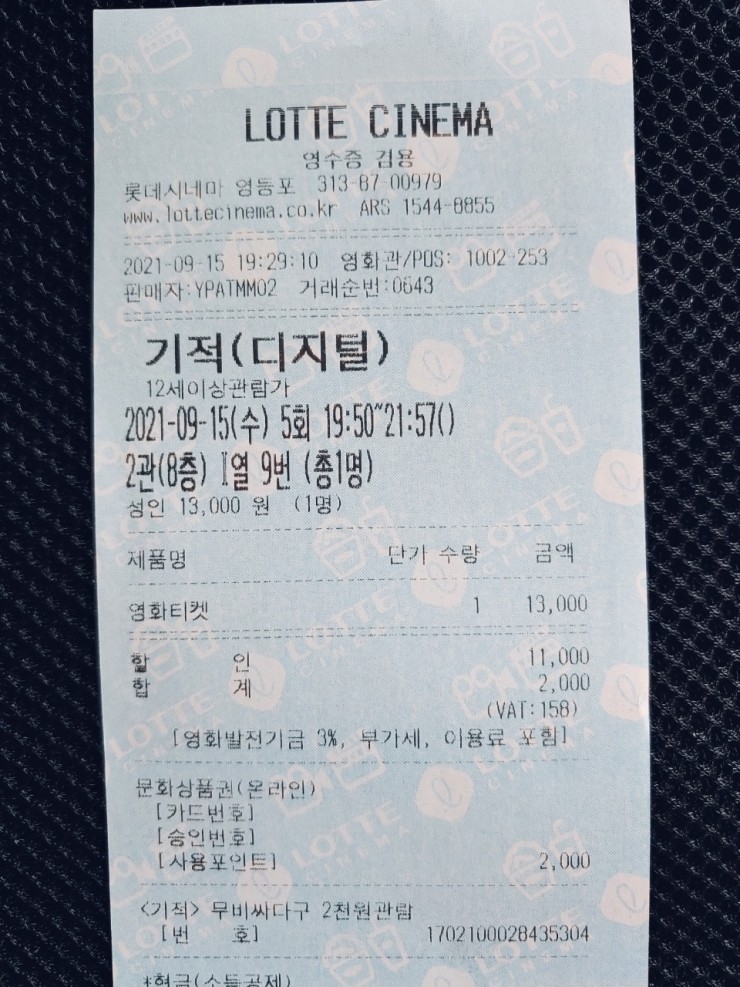 LOTTE CINEMA
영수증 겸용
롯데시네마 영등포 313-87-00979
www.lottecinema.co.kr ARS 1544-8855
2021-09-15 19:29:10 영화관/POS: 1002-253
판매자:YPATMM02 거래순번:0643
기적(디지털)
12세이상관람가
2021-09-15(수) 5회 19:50~21:57()
2관(8층) I열 9번 (총1명)
성인 13,000 원 (1명)
제품명 단가 수량 금액
영화티켓 1 13,000
할 인 11,000
합 계 2,000
(VAT:158)
[영화발전기금 3%, 부가세, 이용료 포함]
문화상품권(온라인)
[카드번호]
[승인번호]
[사용포인트] 2,000
<기적> 무비싸다구 2천원관람
[번 호] 1702100028435304
*현금(소득공제)